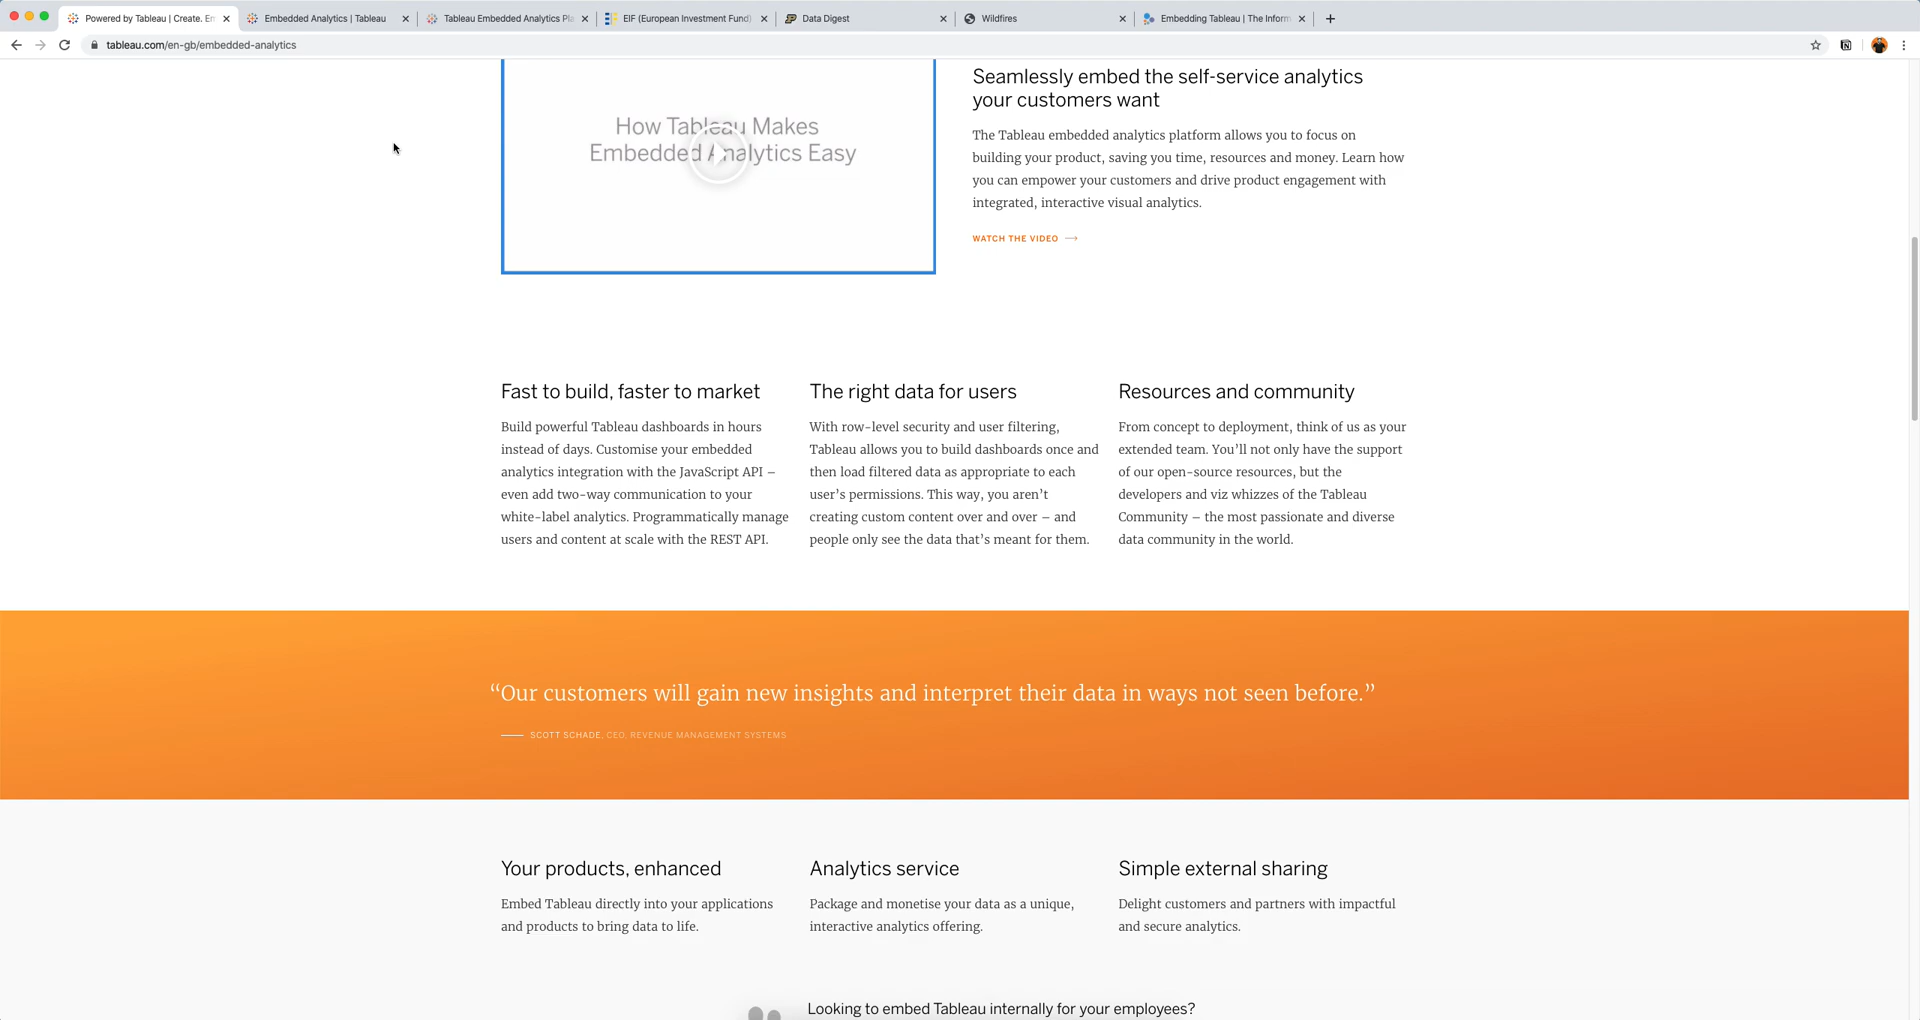 Powered by Tableau | Create. Em
Embedded Analytics | Tableau
Tableau Embedded Analytics Pla
EIF (European Investment Fund)
Data Digest
Wildfires
Embedding Tableau | The Inform
tableau.com/en-gb/embedded-analytics
How Tableau Makes
Embedded Analytics Easy
Seamlessly embed the self-service analytics
your customers want
The Tableau embedded analytics platform allows you to focus on
building your product, saving you time, resources and money. Learn how
you can empower your customers and drive product engagement with
integrated, interactive visual analytics.
WATCH THE VIDEO
Fast to build, faster to market
Build powerful Tableau dashboards in hours
instead of days. Customise your embedded
analytics integration with the JavaScript API –
even add two-way communication to your
white-label analytics. Programmatically manage
users and content at scale with the REST API.
The right data for users
With row-level security and user filtering,
Tableau allows you to build dashboards once and
then load filtered data as appropriate to each
user’s permissions. This way, you aren’t
creating custom content over and over – and
people only see the data that’s meant for them.
Resources and community
From concept to deployment, think of us as your
extended team. You’ll not only have the support
of our open-source resources, but the
developers and viz whizzes of the Tableau
Community – the most passionate and diverse
data community in the world.
“Our customers will gain new insights and interpret their data in ways not seen before.”
SCOTT SCHADE, CEO, REVENUE MANAGEMENT SYSTEMS
Your products, enhanced
Embed Tableau directly into your applications
and products to bring data to life.
Analytics service
Package and monetise your data as a unique,
interactive analytics offering.
Simple external sharing
Delight customers and partners with impactful
and secure analytics.
Looking to embed Tableau internally for your employees?